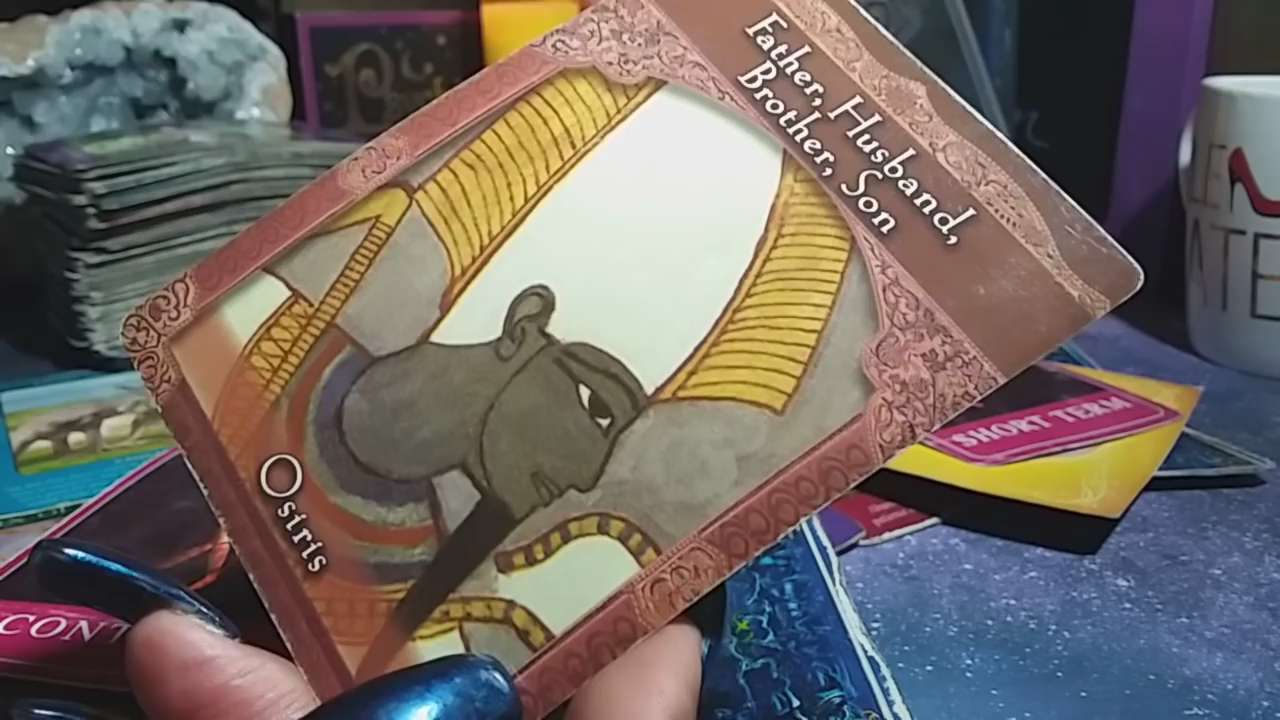 Father, Husband,
Brother, Son
Osiris
SHORT TERM
CONT